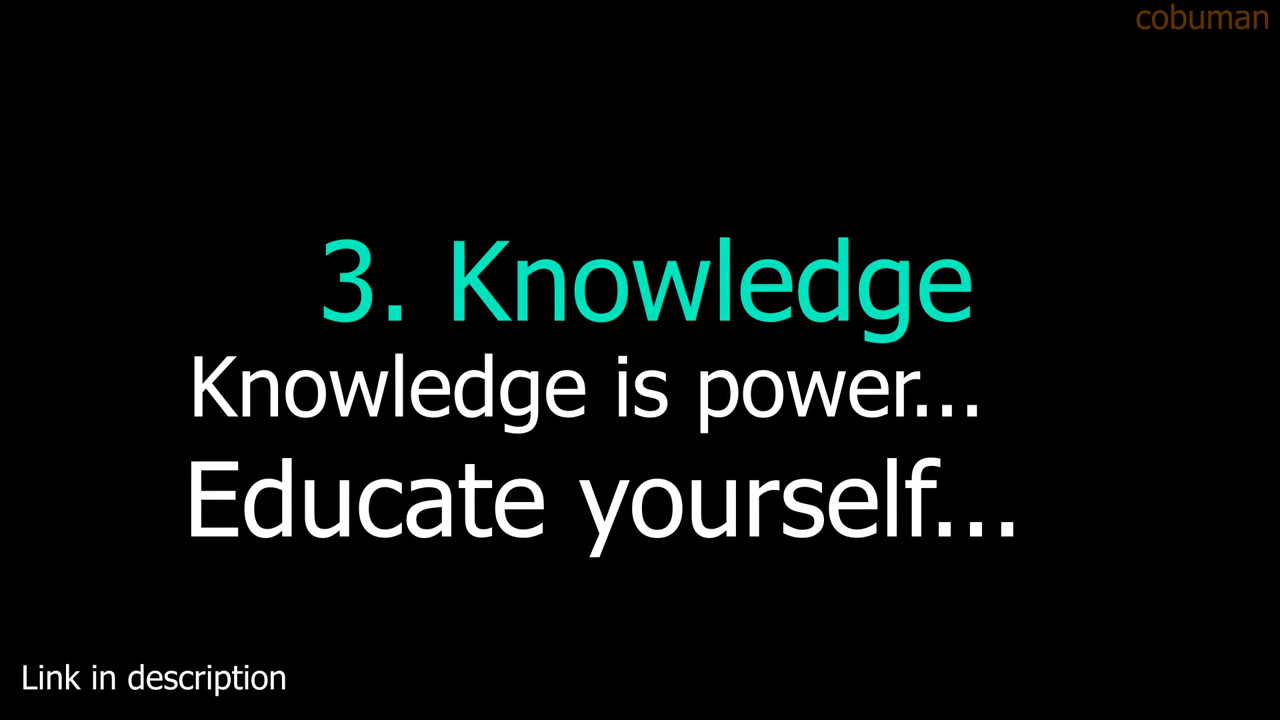 cobuman
3. Knowledge
Knowledge is power...
Educate yourself...
Link in description